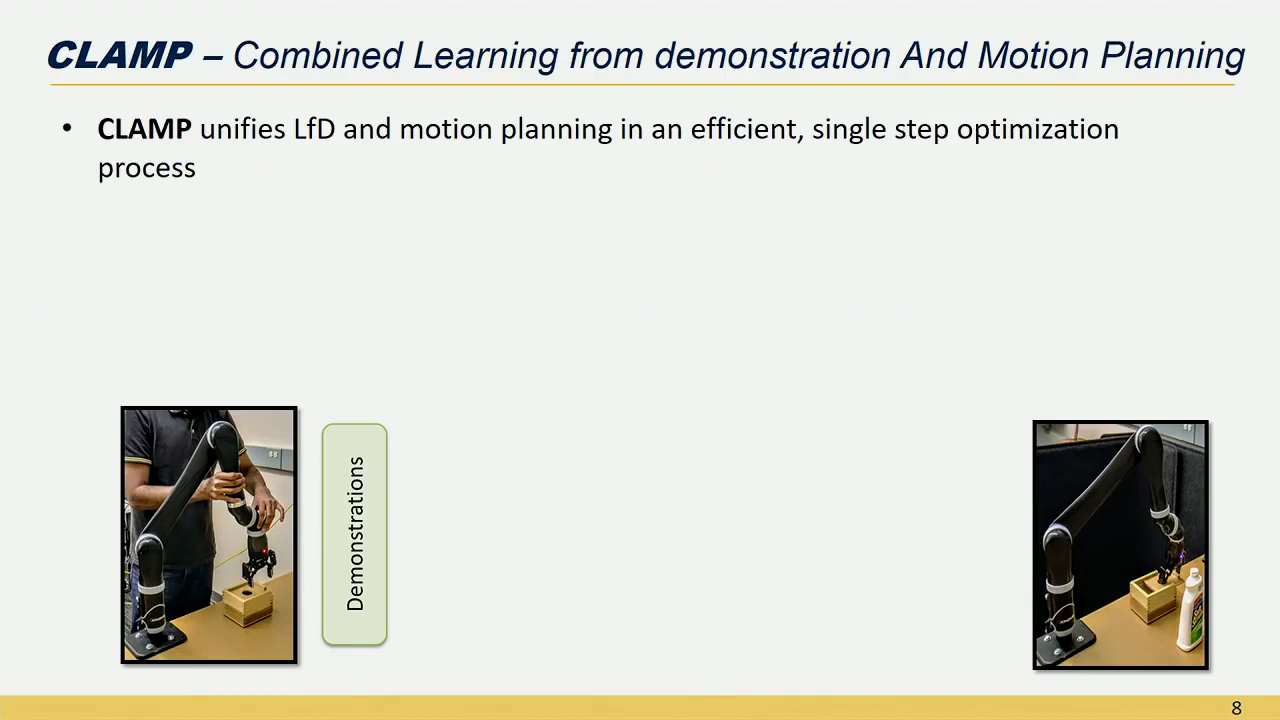 CLAMP – Combined Learning from demonstration And Motion Planning
• CLAMP unifies LfD and motion planning in an efficient, single step optimization
process
Demonstrations
8